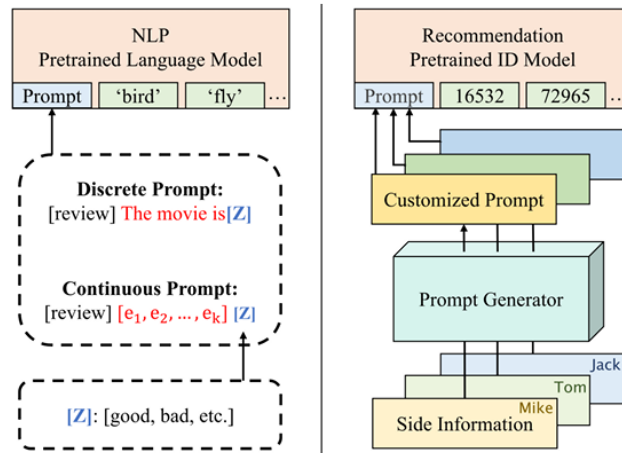 NLP
Pretrained Language Model
Prompt
‘bird’
‘fly’
...
Discrete Prompt:
[review] The movie is[Z]
Continuous Prompt:
[review] [e₁, e₂, ..., eₖ] [Z]
[Z]: [good, bad, etc.]
Recommendation
Pretrained ID Model
Prompt
16532
72965
...
Customized Prompt
Prompt Generator
Jack
Tom
Mike
Side Information